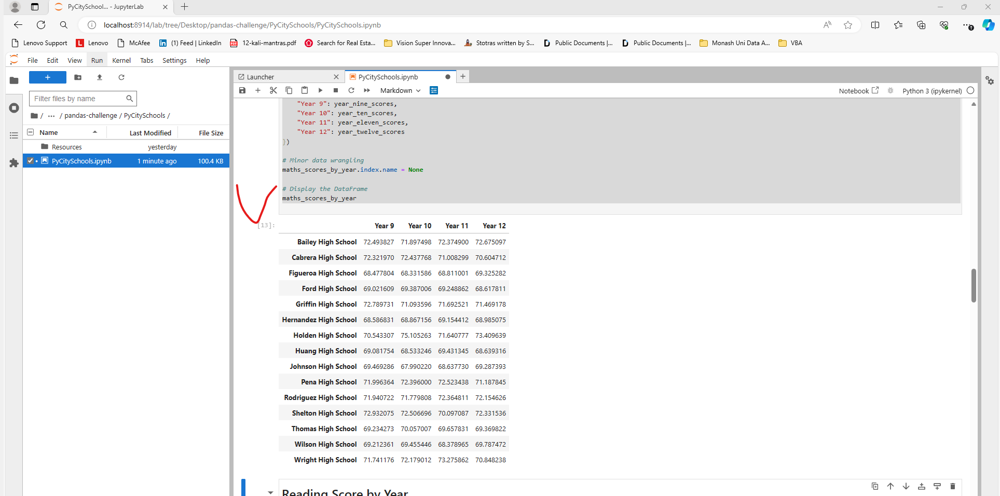 PyCitySchool... - JupyterLab
localhost:8914/lab/tree/Desktop/pandas-challenge/PyCitySchools/PyCitySchools.ipynb
Lenovo Support L Lenovo McAfee in (1) Feed | LinkedIn PDF 12-kali-mantras.pdf Search for Real Esta... Vision Super Innova... Stotras written by S... D Public Documents |... D Public Documents |... Monash Uni Data A... VBA
File Edit View Run Kernel Tabs Settings Help
Launcher PyCitySchools.ipynb
Markdown Notebook Python 3 (ipykernel)
Filter files by name
/ ... / pandas-challenge / PyCitySchools /
Name Last Modified File Size
Resources yesterday
PyCitySchools.ipynb 1 minute ago 100.4 KB
"Year 9": year_nine_scores,
"Year 10": year_ten_scores,
"Year 11": year_eleven_scores,
"Year 12": year_twelve_scores
})
# Minor data wrangling
maths_scores_by_year.index.name = None
# Display the DataFrame
maths_scores_by_year
[13]:
Year 9 Year 10 Year 11 Year 12
Bailey High School 72.493827 71.897498 72.374900 72.675097
Cabrera High School 72.321970 72.437768 71.008299 70.604712
Figueroa High School 68.477804 68.331586 68.811001 69.325282
Ford High School 69.021609 69.387006 69.248862 68.617811
Griffin High School 72.789731 71.093596 71.692521 71.469178
Hernandez High School 68.586831 68.867156 69.154412 68.985075
Holden High School 70.543307 75.105263 71.640777 73.409639
Huang High School 69.081754 68.533246 69.431345 68.639316
Johnson High School 69.469286 67.990220 68.637730 69.287393
Pena High School 71.996364 72.396000 72.523438 71.187845
Rodriguez High School 71.940722 71.779808 72.364811 72.154626
Shelton High School 72.932075 72.506696 70.097087 72.331536
Thomas High School 69.234273 70.057007 69.657831 69.369822
Wilson High School 69.212361 69.455446 68.378965 69.787472
Wright High School 71.741176 72.179012 73.275862 70.848238
Reading Score by Year